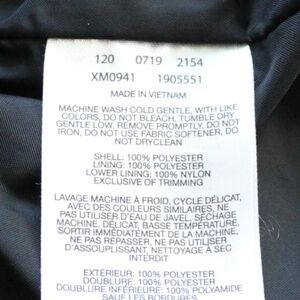 120 0719 2154
XM0941 1905551
MADE IN VIETNAM
MACHINE WASH COLD GENTLE, WITH LIKE
COLORS, DO NOT BLEACH, TUMBLE DRY
GENTLE LOW, REMOVE PROMPTLY, DO NOT
IRON, DO NOT USE FABRIC SOFTENER, DO
NOT DRYCLEAN
SHELL: 100% POLYESTER
LINING: 100% POLYESTER
LOWER LINING: 100% NYLON
EXCLUSIVE OF TRIMMING
LAVAGE MACHINE À FROID, CYCLE DÉLICAT,
AVEC DES COULEURS SIMILAIRES, NE
PAS UTILISER D'EAU DE JAVEL, SÉCHAGE
MACHINE, DÉLICAT, BASSE TEMPÉRATURE,
SORTIR IMMÉDIATEMENT DE LA MACHINE,
NE PAS REPASSER, NE PAS UTILISER
D'ASSOUPLISSANT, NETTOYAGE À SEC
INTERDIT
EXTÉRIEUR: 100% POLYESTER
DOUBLURE: 100% POLYESTER
DOUBLURE INFÉRIEURE: 100% POLYAMIDE
SAUF LES BORDURES